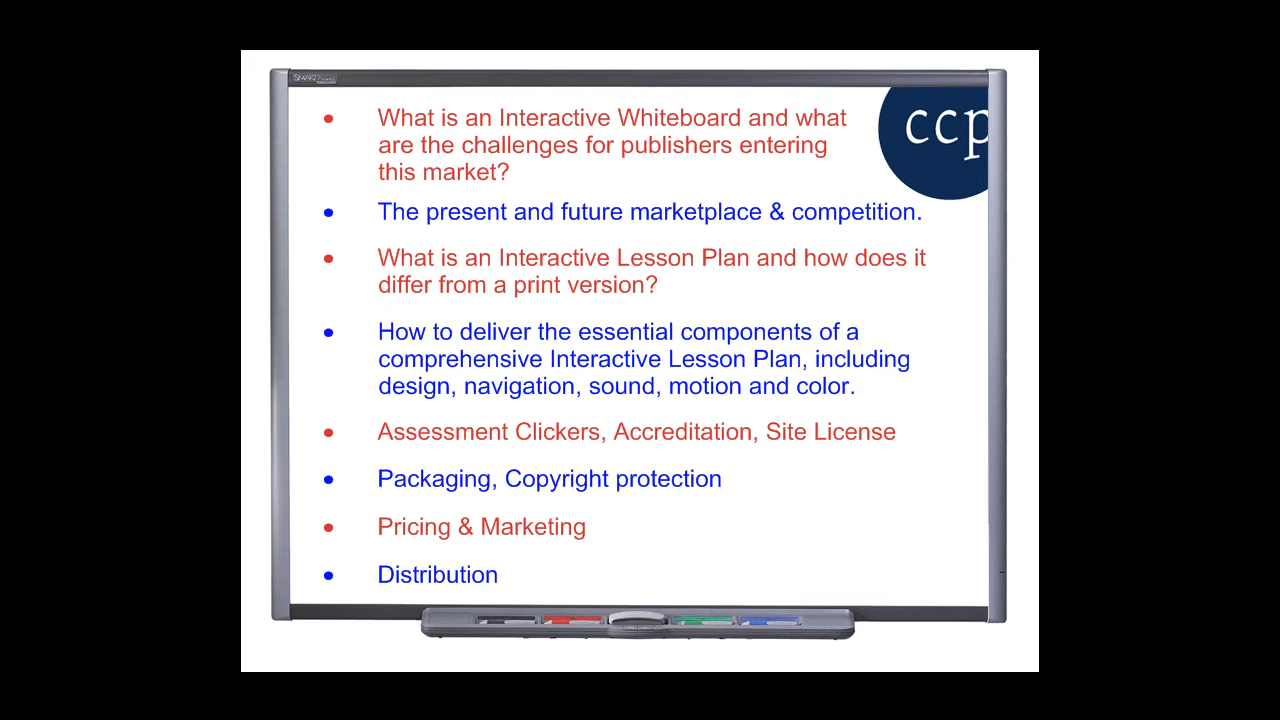 SMART
What is an Interactive Whiteboard and what
are the challenges for publishers entering
this market?
ccp
The present and future marketplace & competition.
What is an Interactive Lesson Plan and how does it
differ from a print version?
How to deliver the essential components of a
comprehensive Interactive Lesson Plan, including
design, navigation, sound, motion and color.
Assessment Clickers, Accreditation, Site License
Packaging, Copyright protection
Pricing & Marketing
Distribution